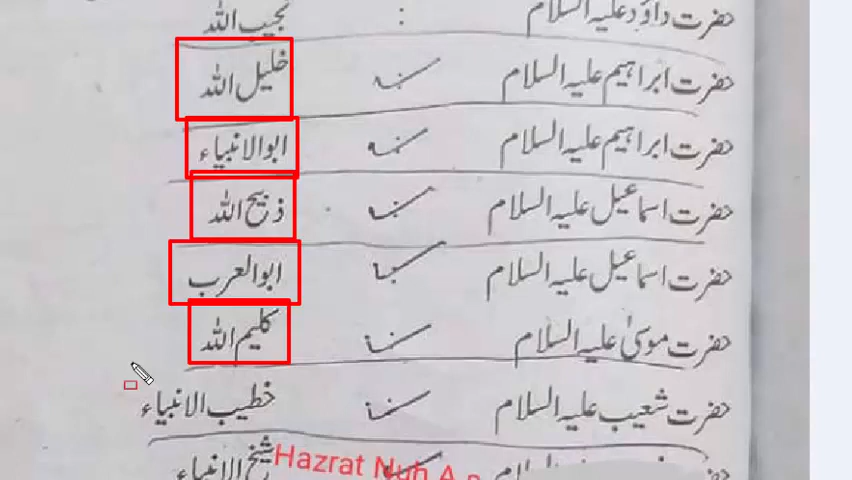 حضرت داؤد علیہ السلام : نجیب اللہ
حضرت ابراہیم علیہ السلام خلیل اللہ
حضرت ابراہیم علیہ السلام ابوالانبیاء
حضرت اسماعیل علیہ السلام ذبیح اللہ
حضرت اسماعیل علیہ السلام ابوالعرب
حضرت موسیٰ علیہ السلام کلیم اللہ
حضرت شعیب علیہ السلام خطیب الانبیاء
شیخ الانبیاء
Hazrat Nuh A